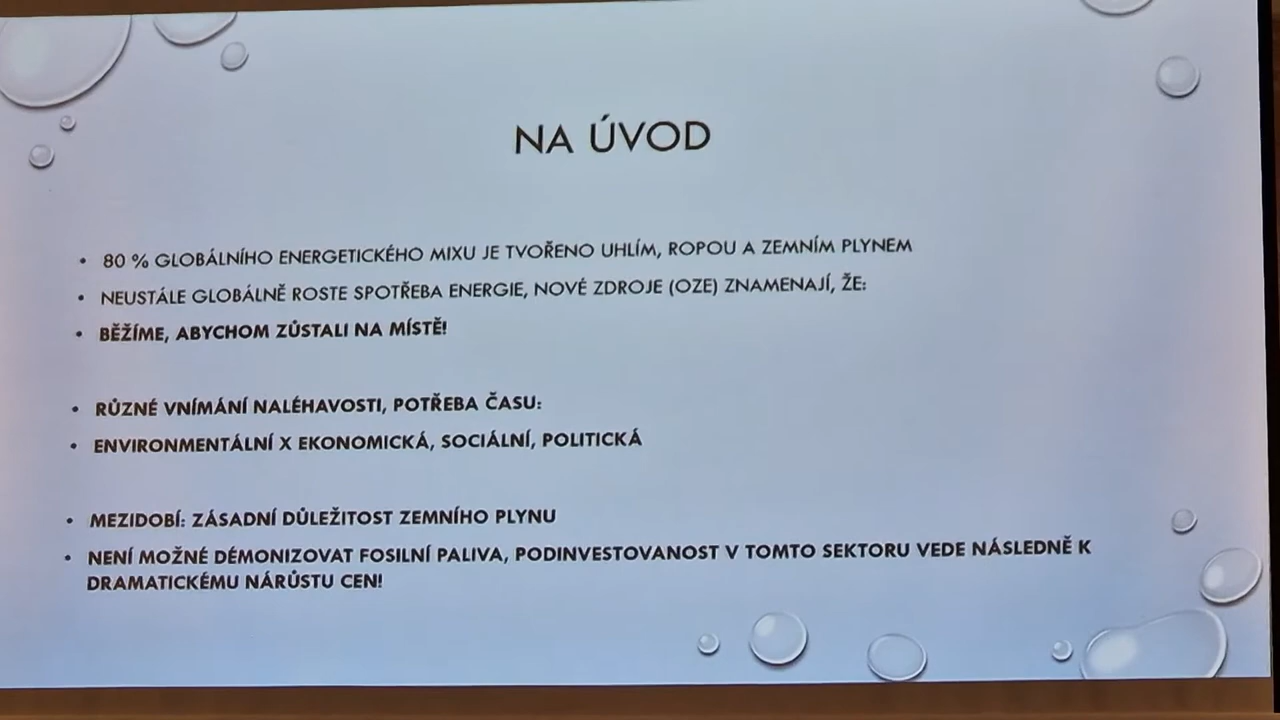 NA ÚVOD
• 80 % GLOBÁLNÍHO ENERGETICKÉHO MIXU JE TVOŘENO UHLÍM, ROPOU A ZEMNÍM PLYNEM
• NEUSTÁLE GLOBÁLNĚ ROSTE SPOTŘEBA ENERGIE, NOVÉ ZDROJE (OZE) ZNAMENAJÍ, ŽE:
• BĚŽÍME, ABYCHOM ZŮSTALI NA MÍSTĚ!
• RŮZNÉ VNÍMÁNÍ NALÉHAVOSTI, POTŘEBA ČASU:
• ENVIRONMENTÁLNÍ X EKONOMICKÁ, SOCIÁLNÍ, POLITICKÁ
• MEZIDOBÍ: ZÁSADNÍ DŮLEŽITOST ZEMNÍHO PLYNU
• NENÍ MOŽNÉ DÉMONIZOVAT FOSILNÍ PALIVA, PODINVESTOVANOST V TOMTO SEKTORU VEDE NÁSLEDNĚ K
DRAMATICKÉMU NÁRŮSTU CEN!